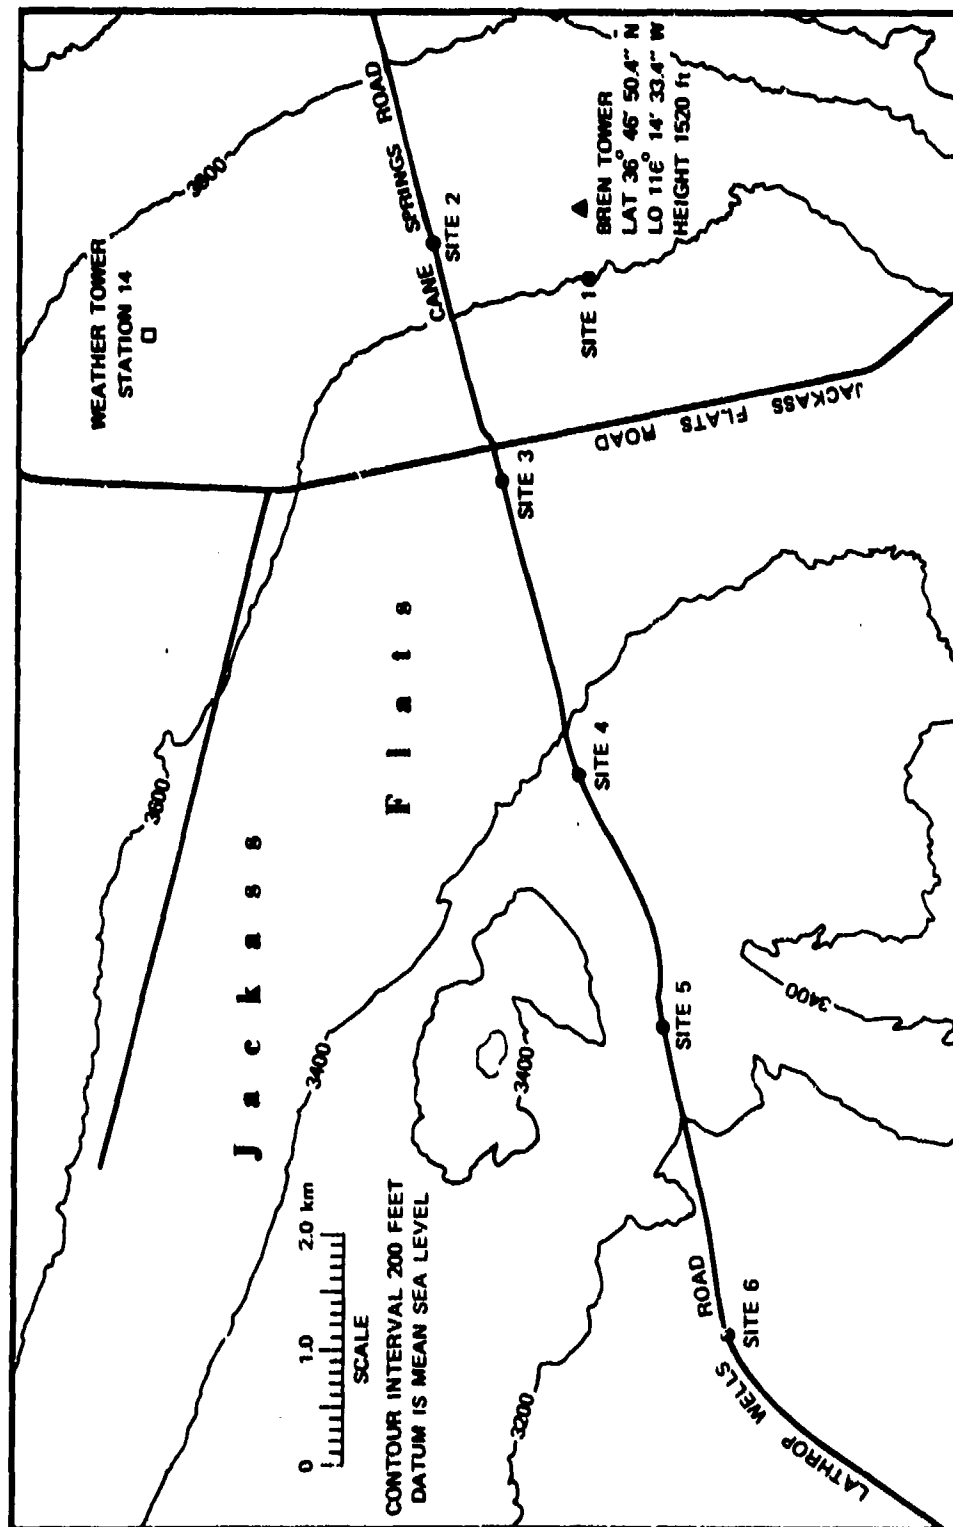 WEATHER TOWER
STATION 14
3800
CANE SPRINGS ROAD
SITE 2
BREN TOWER
LAT 36° 46' 50.4" N
LO 116° 14' 33.4" W
HEIGHT 1520 ft
SITE 1
JACKASS FLATS ROAD
SITE 3
3600
Jackass
Flats
SITE 4
3400
3400
SITE 5
3400
0 1.0 2.0 km
SCALE
CONTOUR INTERVAL 200 FEET
DATUM IS MEAN SEA LEVEL
3200
SITE 6
LATHROP WELLS ROAD